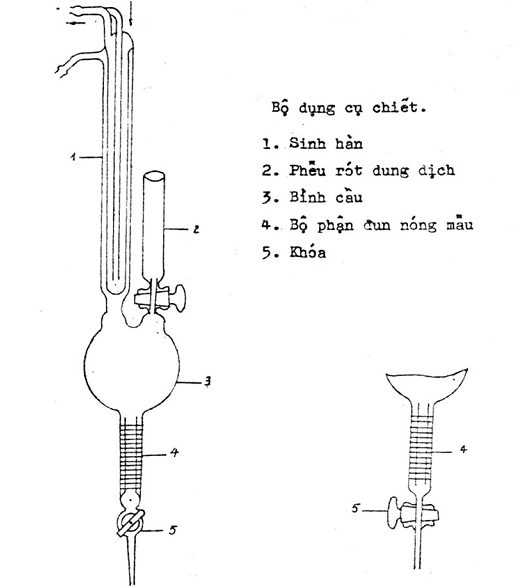 Bộ dụng cụ chiết.
1. Sinh hàn
2. Phễu rót dung dịch
3. Bình cầu
4. Bộ phận đun nóng mẫu
5. Khóa
1
2
3
4
5
4
5